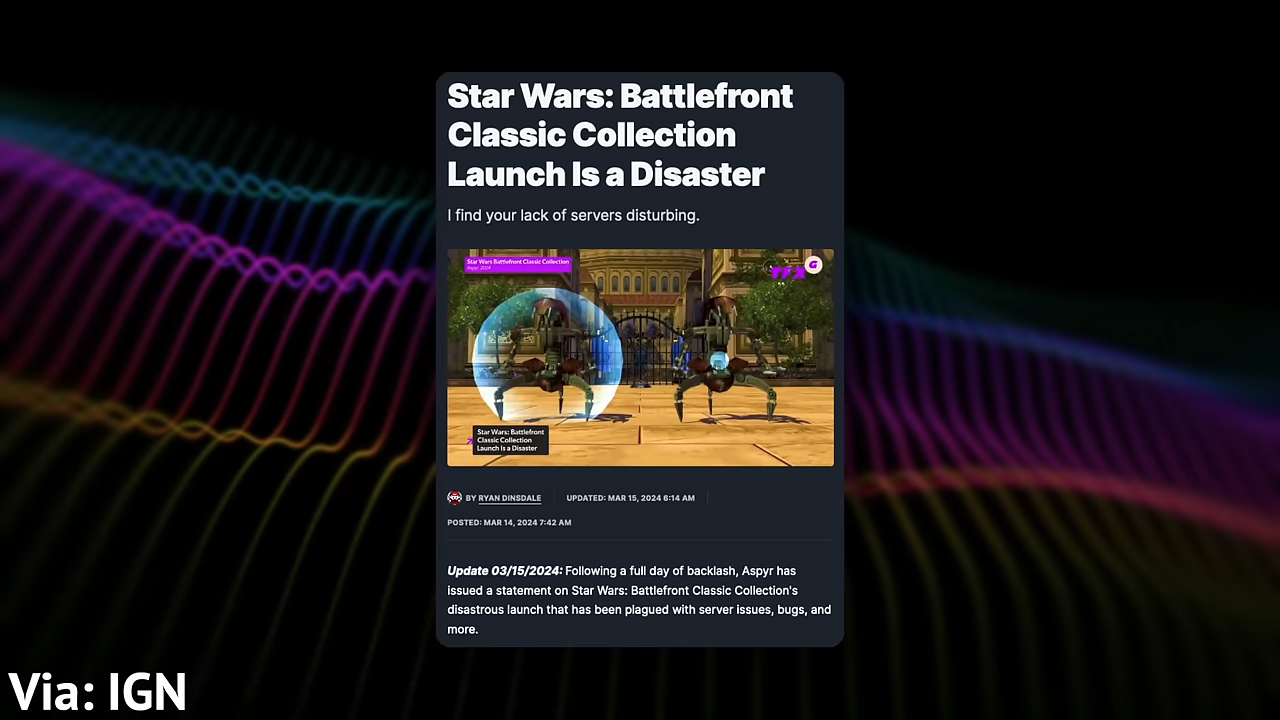 Star Wars: Battlefront
Classic Collection
Launch Is a Disaster
I find your lack of servers disturbing.
Star Wars Battlefront Classic Collection
Aspyr: 2024
G
Star Wars: Battlefront
Classic Collection
Launch Is a Disaster
BY RYAN DINSDALE
UPDATED: MAR 15, 2024 6:14 AM
POSTED: MAR 14, 2024 7:42 AM
Update 03/15/2024: Following a full day of backlash, Aspyr has
issued a statement on Star Wars: Battlefront Classic Collection's
disastrous launch that has been plagued with server issues, bugs, and
more.
Via: IGN